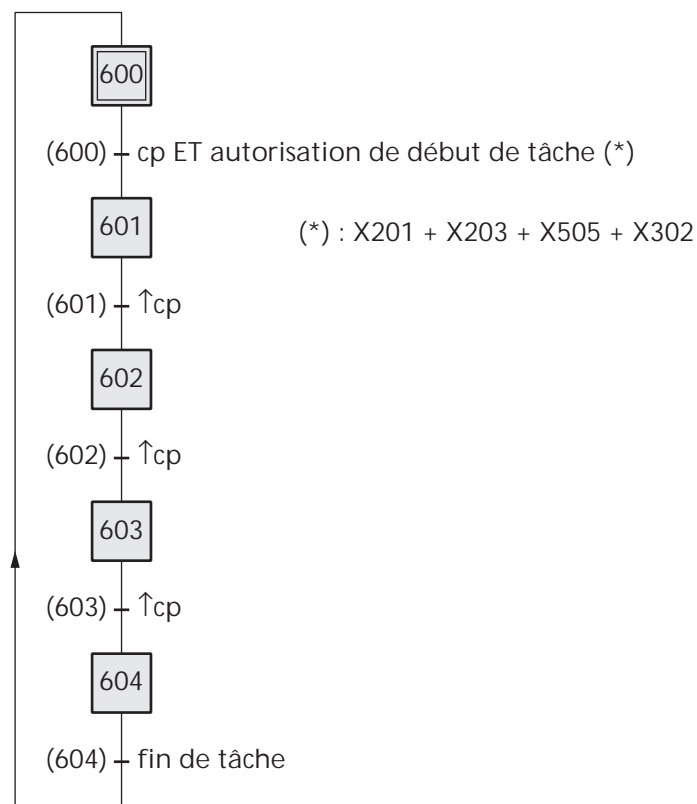 600
(600) cp ET autorisation de début de tâche (*)
601
(*) : X201 + X203 + X505 + X302
(601) ↑cp
602
(602) ↑cp
603
(603) ↑cp
604
(604) fin de tâche